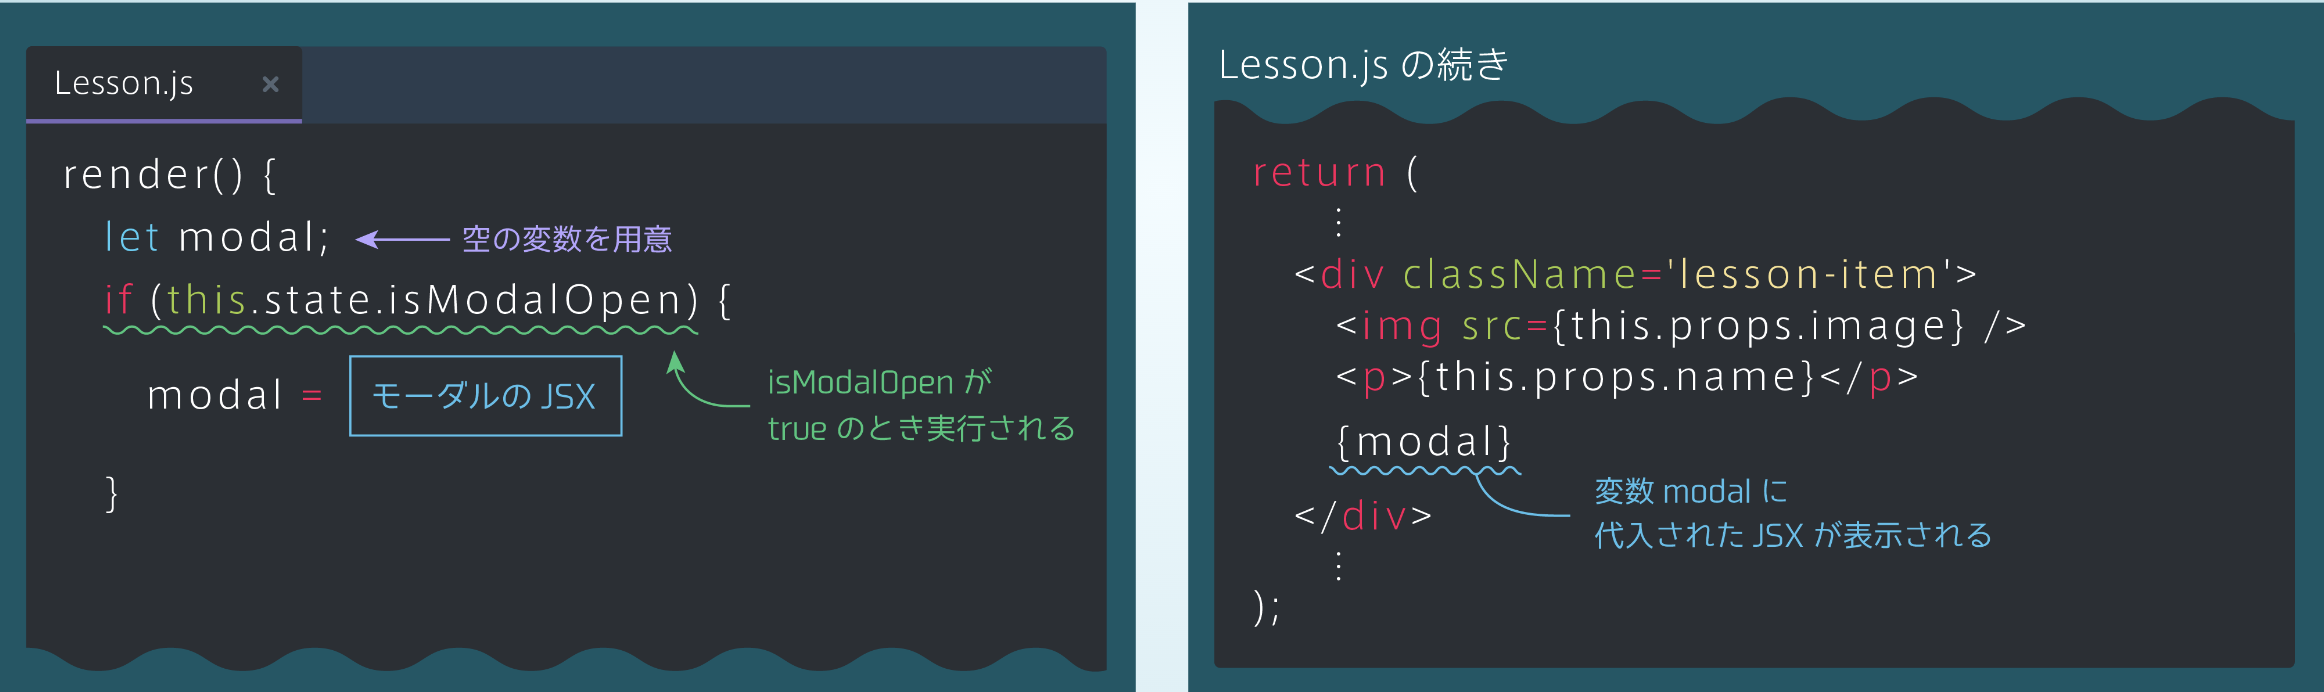 Lesson.js ×
render() {
let modal;
空の変数を用意
if (this.state.isModalOpen) {
modal = モーダルの JSX
isModalOpen が
true のとき実行される
}
Lesson.js の続き
return (
⋮
<div className='lesson-item'>
<img src={this.props.image} />
<p>{this.props.name}</p>
{modal}
変数 modal に
代入された JSX が表示される
</div>
⋮
);